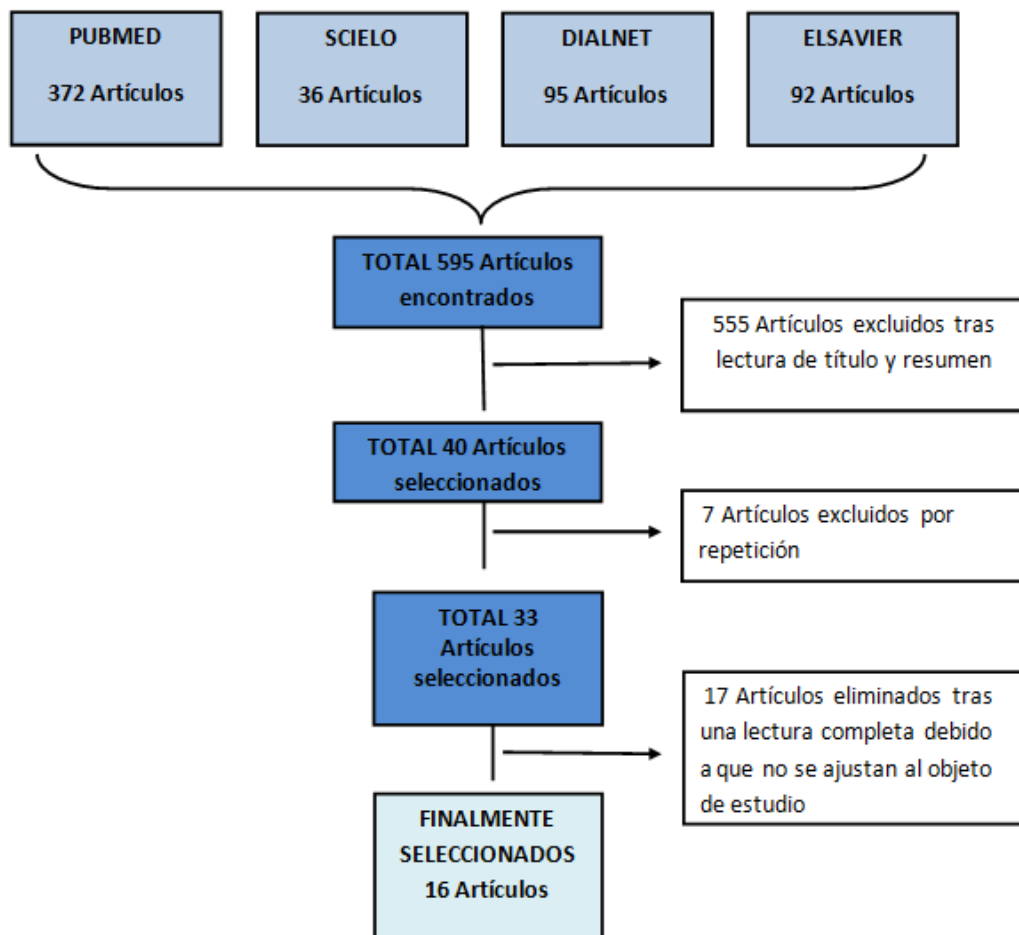 PUBMED
372 Artículos
SCIELO
36 Artículos
DIALNET
95 Artículos
ELSAVIER
92 Artículos
TOTAL 595 Artículos
encontrados
555 Artículos excluidos tras
lectura de título y resumen
TOTAL 40 Artículos
seleccionados
7 Artículos excluidos por
repetición
TOTAL 33
Artículos
seleccionados
17 Artículos eliminados tras
una lectura completa debido
a que no se ajustan al objeto
de estudio
FINALMENTE
SELECCIONADOS
16 Artículos